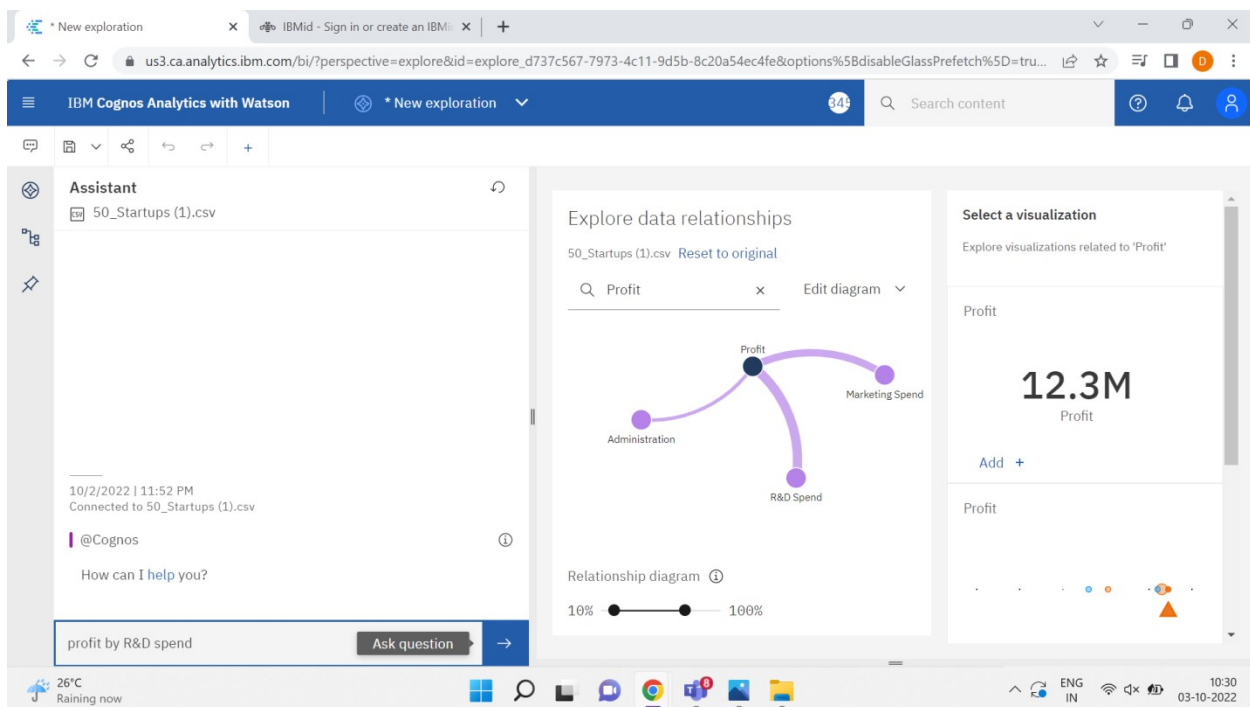 * New exploration
IBMid - Sign in or create an IBMi
us3.ca.analytics.ibm.com/bi/?perspective=explore&id=explore_d737c567-7973-4c11-9d5b-8c20a54ec4fe&options%5BdisableGlassPrefetch%5D=tru...
D
IBM Cognos Analytics with Watson
* New exploration
Search content
Assistant
csv 50_Startups (1).csv
10/2/2022 | 11:52 PM
Connected to 50_Startups (1).csv
@Cognos
How can I help you?
profit by R&D spend
Ask question
Explore data relationships
50_Startups (1).csv Reset to original
Profit
Edit diagram
Profit
Marketing Spend
Administration
R&D Spend
Relationship diagram
10% 100%
Select a visualization
Explore visualizations related to 'Profit'
Profit
12.3M
Profit
Add +
Profit
26°C
Raining now
8
ENG
IN
10:30
03-10-2022